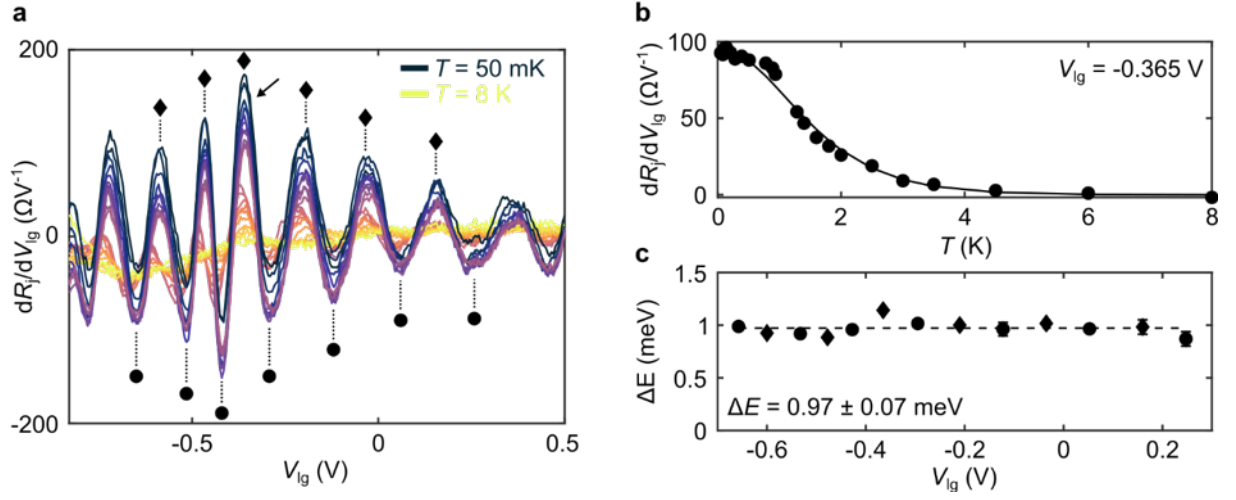 a
200
0
-200
dRj/dVlg (ΩV-1)
T = 50 mK
T = 8 K
-0.5
0
0.5
Vlg (V)
b
100
50
0
dRj/dVlg (ΩV-1)
Vlg = -0.365 V
0
2
4
6
8
T (K)
c
1.5
1
0.5
0
ΔE (meV)
ΔE = 0.97 ± 0.07 meV
-0.6
-0.4
-0.2
0
0.2
Vlg (V)